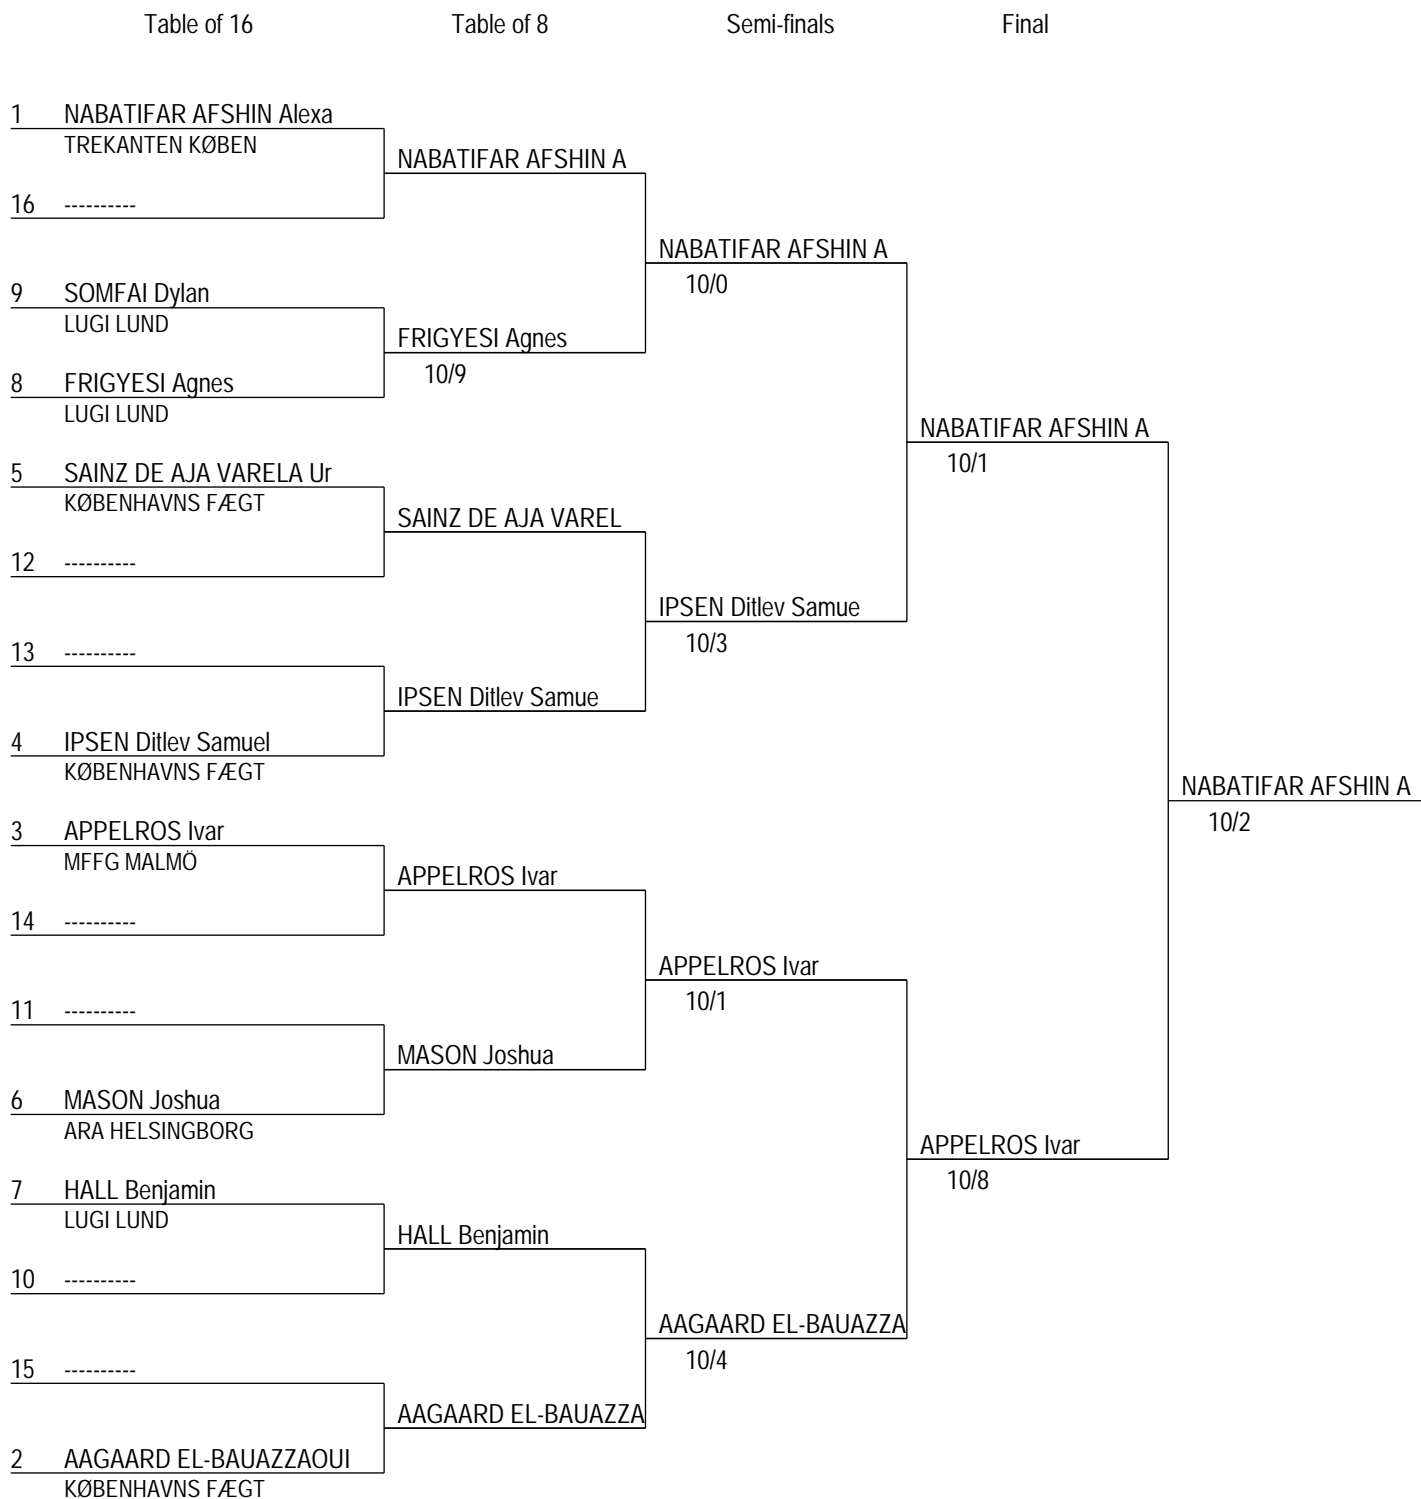 Table of 16 Table of 8 Semi-finals Final
1 NABATIFAR AFSHIN Alexa
TREKANTEN KØBEN
NABATIFAR AFSHIN A
16 ----------
NABATIFAR AFSHIN A
10/0
9 SOMFAI Dylan
LUGI LUND
FRIGYESI Agnes
10/9
8 FRIGYESI Agnes
LUGI LUND
NABATIFAR AFSHIN A
10/1
5 SAINZ DE AJA VARELA Ur
KØBENHAVNS FÆGT
SAINZ DE AJA VAREL
12 ----------
IPSEN Ditlev Samue
10/3
13 ----------
IPSEN Ditlev Samue
4 IPSEN Ditlev Samuel
KØBENHAVNS FÆGT
NABATIFAR AFSHIN A
10/2
3 APPELROS Ivar
MFFG MALMÖ
APPELROS Ivar
14 ----------
APPELROS Ivar
10/1
11 ----------
MASON Joshua
6 MASON Joshua
ARA HELSINGBORG
APPELROS Ivar
10/8
7 HALL Benjamin
LUGI LUND
HALL Benjamin
10 ----------
AAGAARD EL-BAUAZZA
10/4
15 ----------
AAGAARD EL-BAUAZZA
2 AAGAARD EL-BAUAZZAOUI
KØBENHAVNS FÆGT